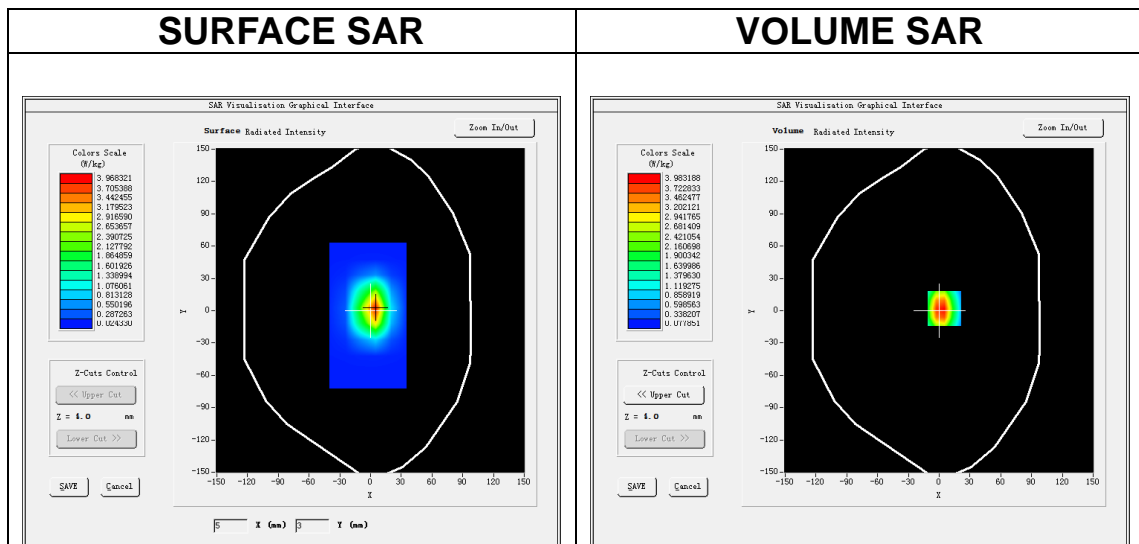 SURFACE SAR
VOLUME SAR
SAR Visualisation Graphical Interface
Surface Radiated Intensity
Zoom In/Out
Colors Scale
(W/kg)
3.968321
3.705388
3.442455
3.179523
2.916590
2.653657
2.390725
2.127792
1.864859
1.601926
1.338994
1.076061
0.813128
0.550196
0.287263
0.024330
Z-Cuts Control
<< Upper Cut
Z = 4.0 mm
Lower Cut >>
SAVE
Cancel
150
120
90
60
30
0
-30
-60
-90
-120
-150
Y
-150 -120 -90 -60 -30 0 30 60 90 120 150
X
5 X (mm) 3 Y (mm)
SAR Visualisation Graphical Interface
Volume Radiated Intensity
Zoom In/Out
Colors Scale
(W/kg)
3.983188
3.722833
3.462477
3.202121
2.941765
2.681409
2.421054
2.160698
1.900342
1.639986
1.379630
1.119275
0.858919
0.598563
0.338207
0.077851
Z-Cuts Control
<< Upper Cut
Z = 4.0 mm
Lower Cut >>
SAVE
Cancel
150
120
90
60
30
0
-30
-60
-90
-120
-150
Y
-150 -120 -90 -60 -30 0 30 60 90 120 150
X